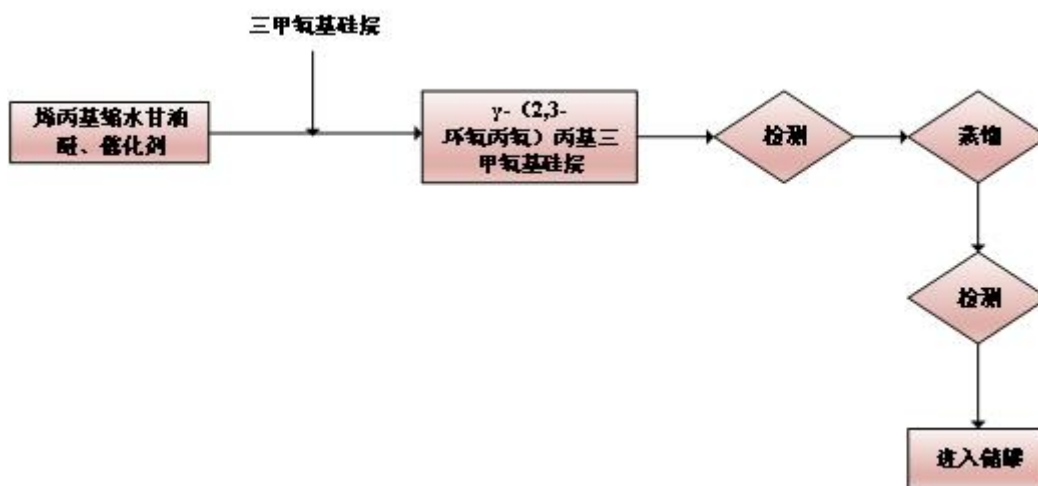 三甲氧基硅烷
烯丙基缩水甘油
醚、催化剂
γ-（2,3-
环氧丙氧）丙基三
甲氧基硅烷
检测
蒸馏
检测
进入储罐